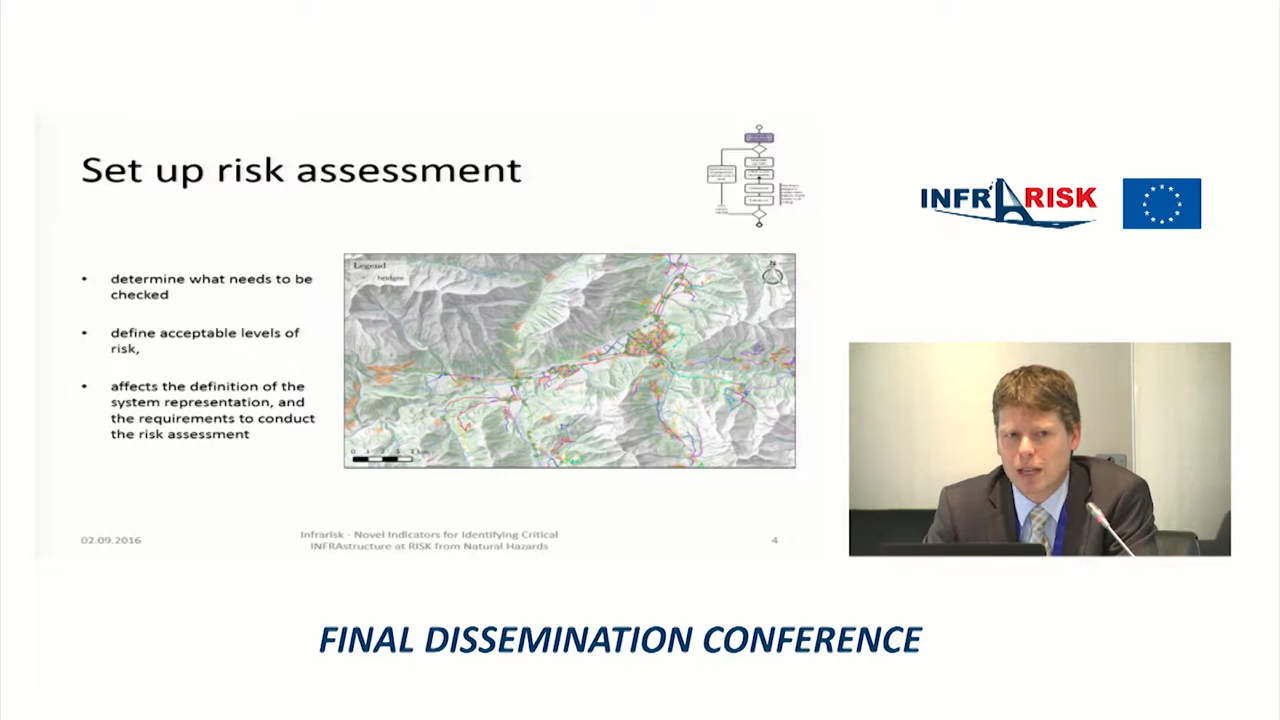 Set up risk assessment
INFRARISK
• determine what needs to be
checked
• define acceptable levels of
risk,
• affects the definition of the
system representation, and
the requirements to conduct
the risk assessment
Legend
bridges
N
02.09.2016
Infrarisk - Novel Indicators for Identifying Critical
INFRAstructure at RISK from Natural Hazards
4
FINAL DISSEMINATION CONFERENCE